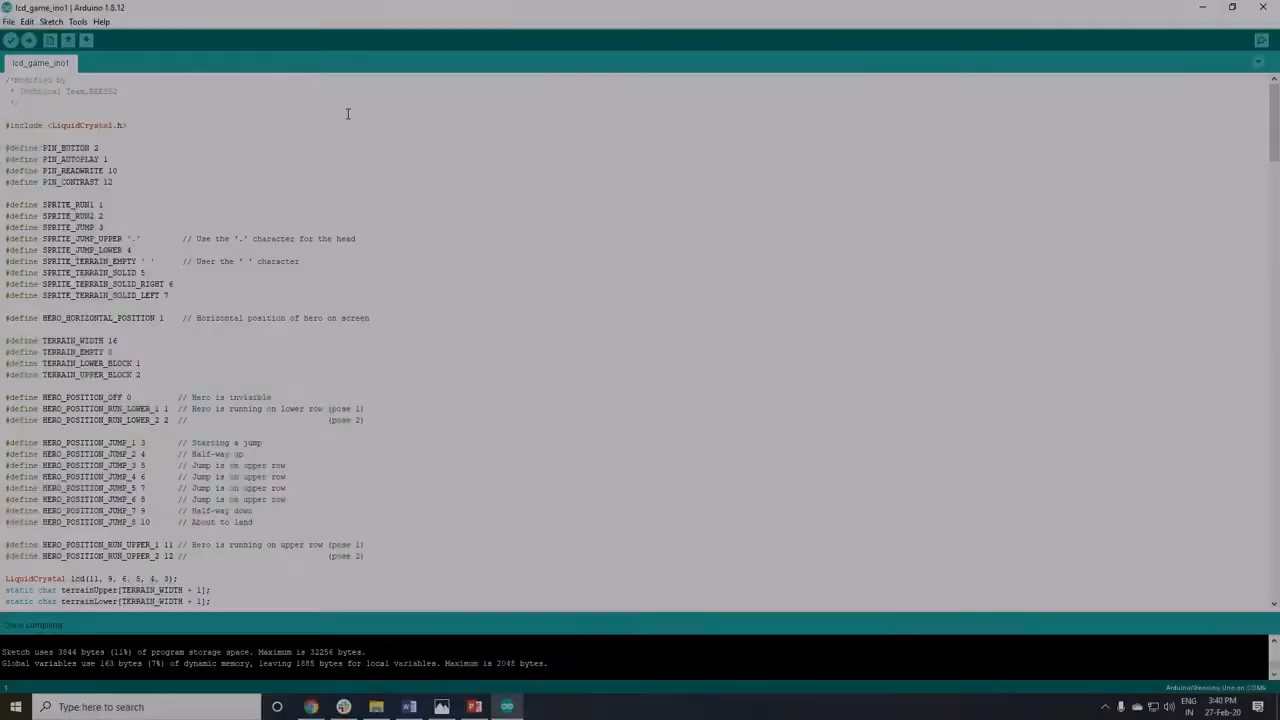 lcd_game_ino1 | Arduino 1.8.12
File Edit Sketch Tools Help
lcd_game_ino1
/*Modified by
* Technical Team,REES52
*/
#include <LiquidCrystal.h>
#define PIN_BUTTON 2
#define PIN_AUTOPLAY 1
#define PIN_READWRITE 10
#define PIN_CONTRAST 12
#define SPRITE_RUN1 1
#define SPRITE_RUN2 2
#define SPRITE_JUMP 3
#define SPRITE_JUMP_UPPER '.' // Use the '.' character for the head
#define SPRITE_JUMP_LOWER 4
#define SPRITE_TERRAIN_EMPTY ' ' // User the ' ' character
#define SPRITE_TERRAIN_SOLID 5
#define SPRITE_TERRAIN_SOLID_RIGHT 6
#define SPRITE_TERRAIN_SOLID_LEFT 7
#define HERO_HORIZONTAL_POSITION 1 // Horizontal position of hero on screen
#define TERRAIN_WIDTH 16
#define TERRAIN_EMPTY 0
#define TERRAIN_LOWER_BLOCK 1
#define TERRAIN_UPPER_BLOCK 2
#define HERO_POSITION_OFF 0 // Hero is invisible
#define HERO_POSITION_RUN_LOWER_1 1 // Hero is running on lower row (pose 1)
#define HERO_POSITION_RUN_LOWER_2 2 // (pose 2)
#define HERO_POSITION_JUMP_1 3 // Starting a jump
#define HERO_POSITION_JUMP_2 4 // Half-way up
#define HERO_POSITION_JUMP_3 5 // Jump is on upper row
#define HERO_POSITION_JUMP_4 6 // Jump is on upper row
#define HERO_POSITION_JUMP_5 7 // Jump is on upper row
#define HERO_POSITION_JUMP_6 8 // Jump is on upper row
#define HERO_POSITION_JUMP_7 9 // Half-way down
#define HERO_POSITION_JUMP_8 10 // About to land
#define HERO_POSITION_RUN_UPPER_1 11 // Hero is running on upper row (pose 1)
#define HERO_POSITION_RUN_UPPER_2 12 // (pose 2)
LiquidCrystal lcd(11, 9, 6, 5, 4, 3);
static char terrainUpper[TERRAIN_WIDTH + 1];
static char terrainLower[TERRAIN_WIDTH + 1];
Done compiling.
Sketch uses 3844 bytes (11%) of program storage space. Maximum is 32256 bytes.
Global variables use 163 bytes (7%) of dynamic memory, leaving 1885 bytes for local variables. Maximum is 2048 bytes.
1 Arduino/Genuino Uno on COM6
Type here to search
ENG 3:40 PM
IN 27-Feb-20